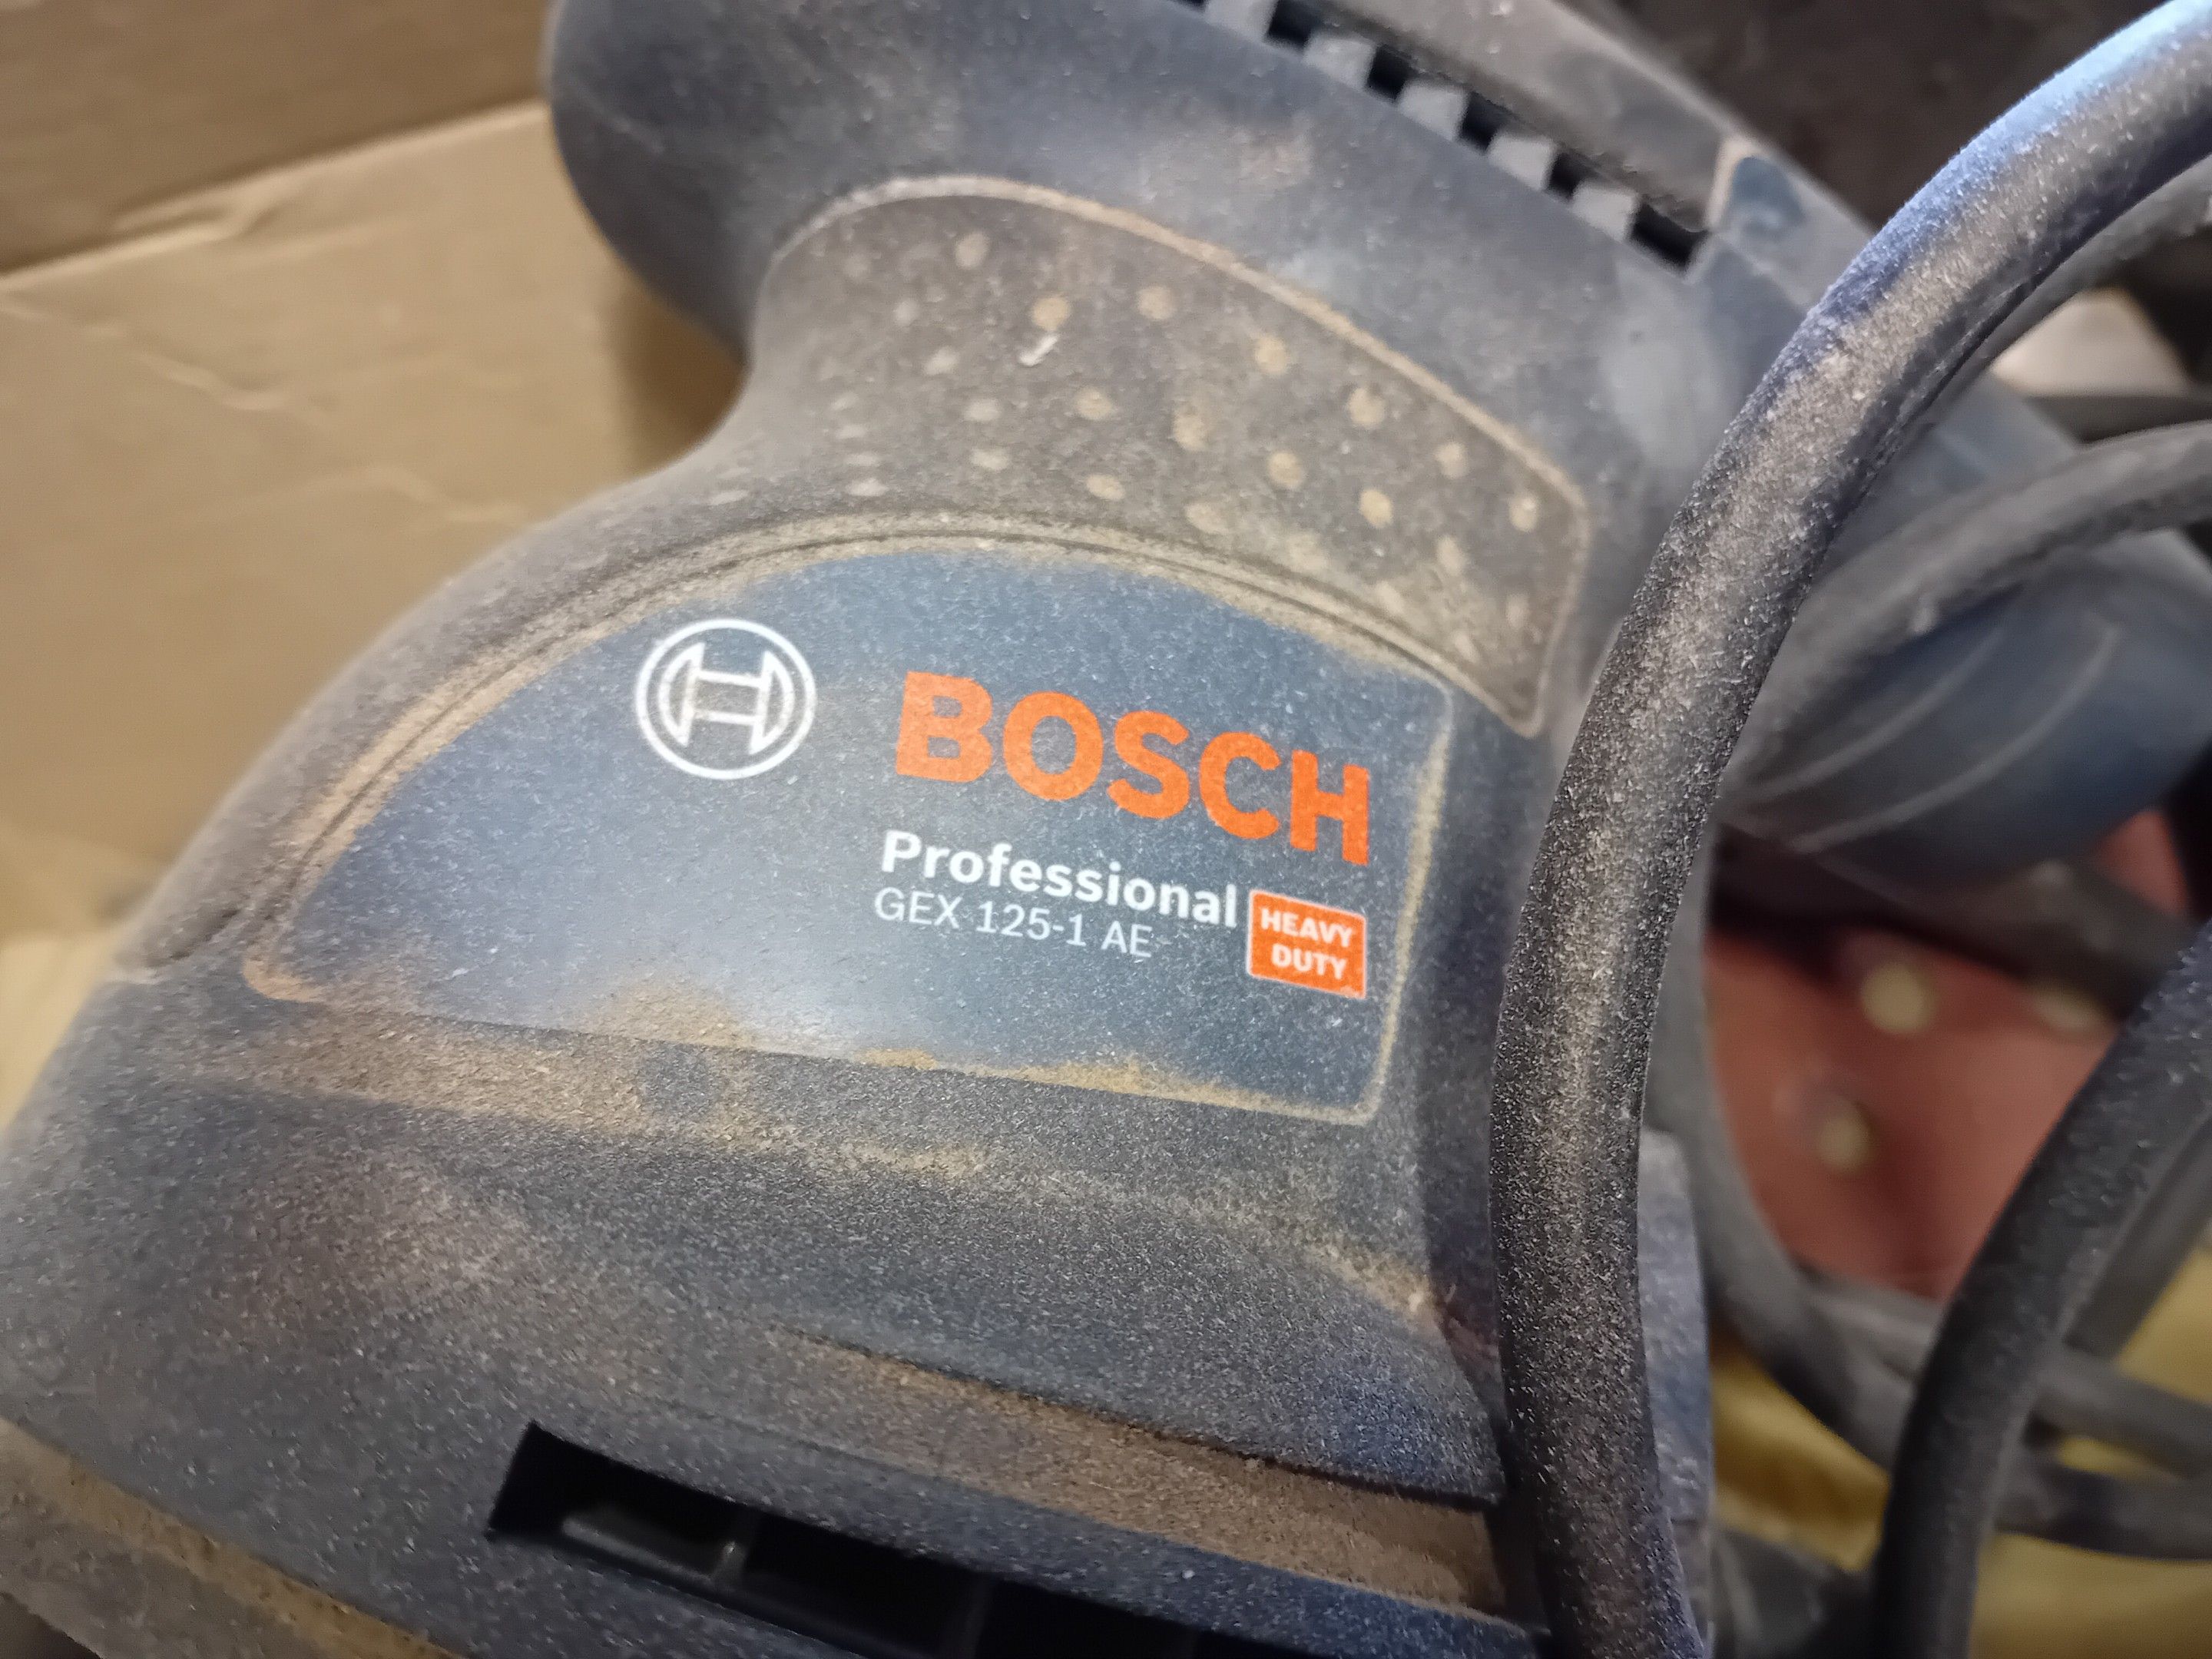 BOSCH
Professional
GEX 125-1 AE
HEAVY
DUTY